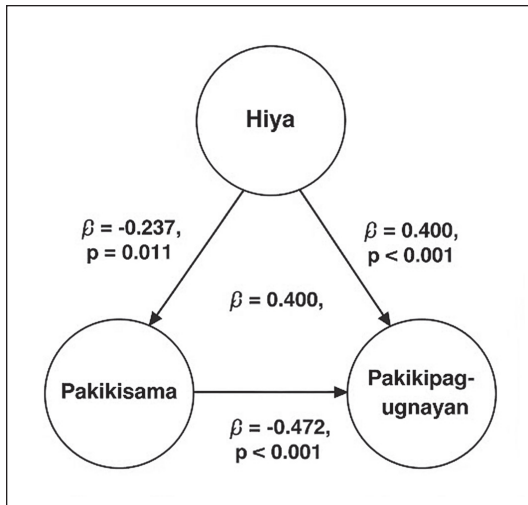 Hiya
β = -0.237,
p = 0.011
β = 0.400,
p < 0.001
β = 0.400,
Pakikisama
Pakikipag-
ugnayan
β = -0.472,
p < 0.001